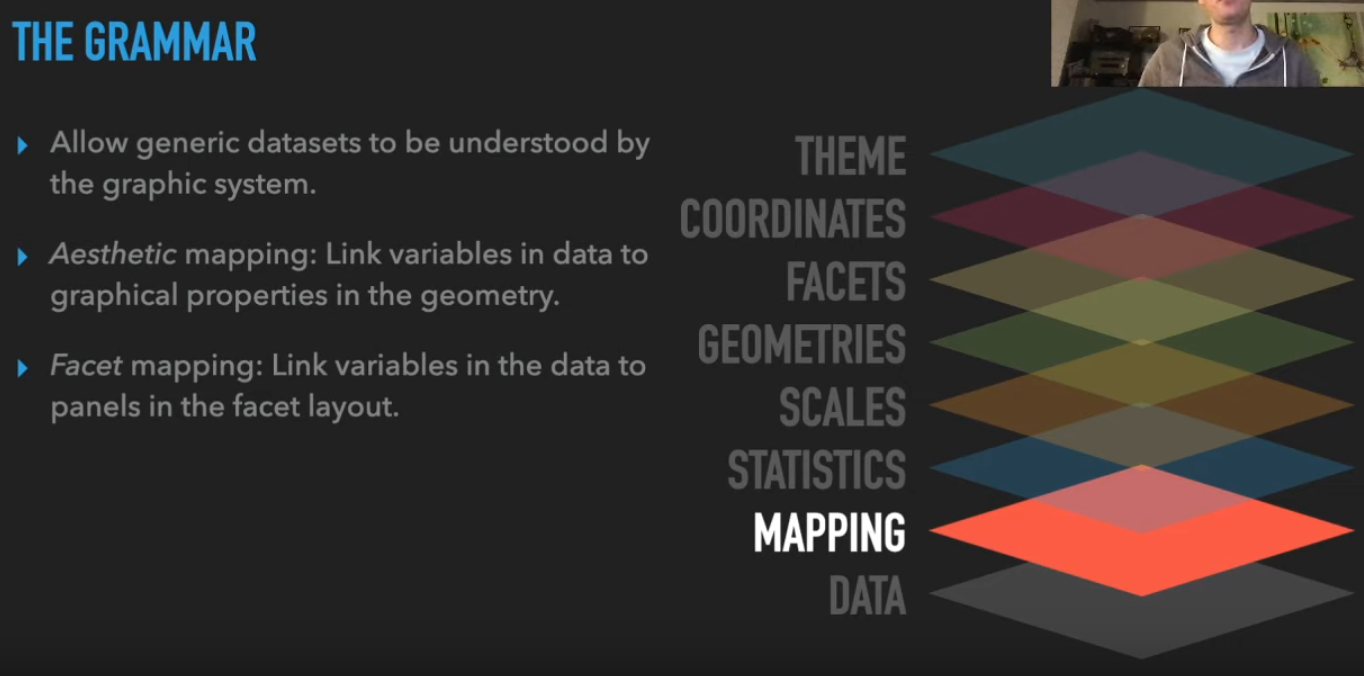 THE GRAMMAR
Allow generic datasets to be understood by
the graphic system.
Aesthetic mapping: Link variables in data to
graphical properties in the geometry.
Facet mapping: Link variables in the data to
panels in the facet layout.
THEME
COORDINATES
FACETS
GEOMETRIES
SCALES
STATISTICS
MAPPING
DATA